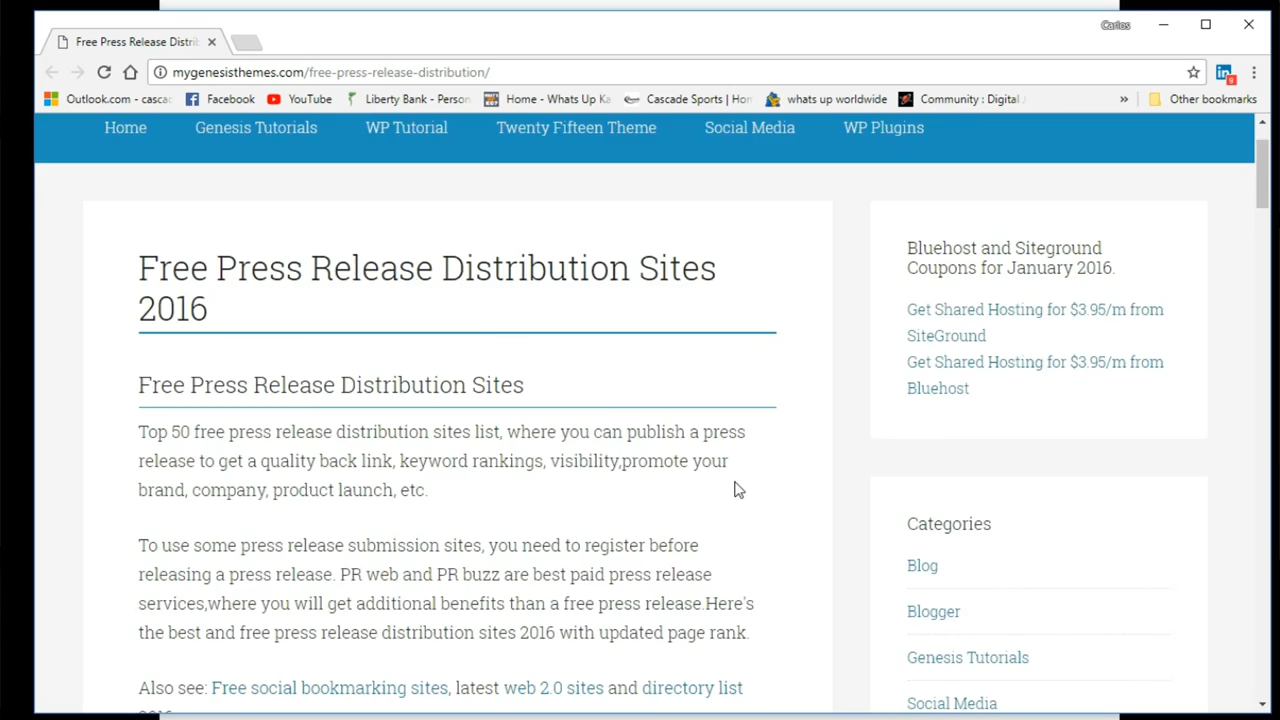 Carlos
Free Press Release Distrib
mygenesisthemes.com/free-press-release-distribution/
Outlook.com - casca
Facebook
YouTube
Liberty Bank - Person
Home - Whats Up Ka
Cascade Sports | Hom
whats up worldwide
Community : Digital
»
Other bookmarks
Home
Genesis Tutorials
WP Tutorial
Twenty Fifteen Theme
Social Media
WP Plugins
Free Press Release Distribution Sites
2016
Free Press Release Distribution Sites
Top 50 free press release distribution sites list, where you can publish a press
release to get a quality back link, keyword rankings, visibility,promote your
brand, company, product launch, etc.
To use some press release submission sites, you need to register before
releasing a press release. PR web and PR buzz are best paid press release
services,where you will get additional benefits than a free press release.Here's
the best and free press release distribution sites 2016 with updated page rank.
Also see: Free social bookmarking sites, latest web 2.0 sites and directory list
Bluehost and Siteground
Coupons for January 2016.
Get Shared Hosting for $3.95/m from
SiteGround
Get Shared Hosting for $3.95/m from
Bluehost
Categories
Blog
Blogger
Genesis Tutorials
Social Media